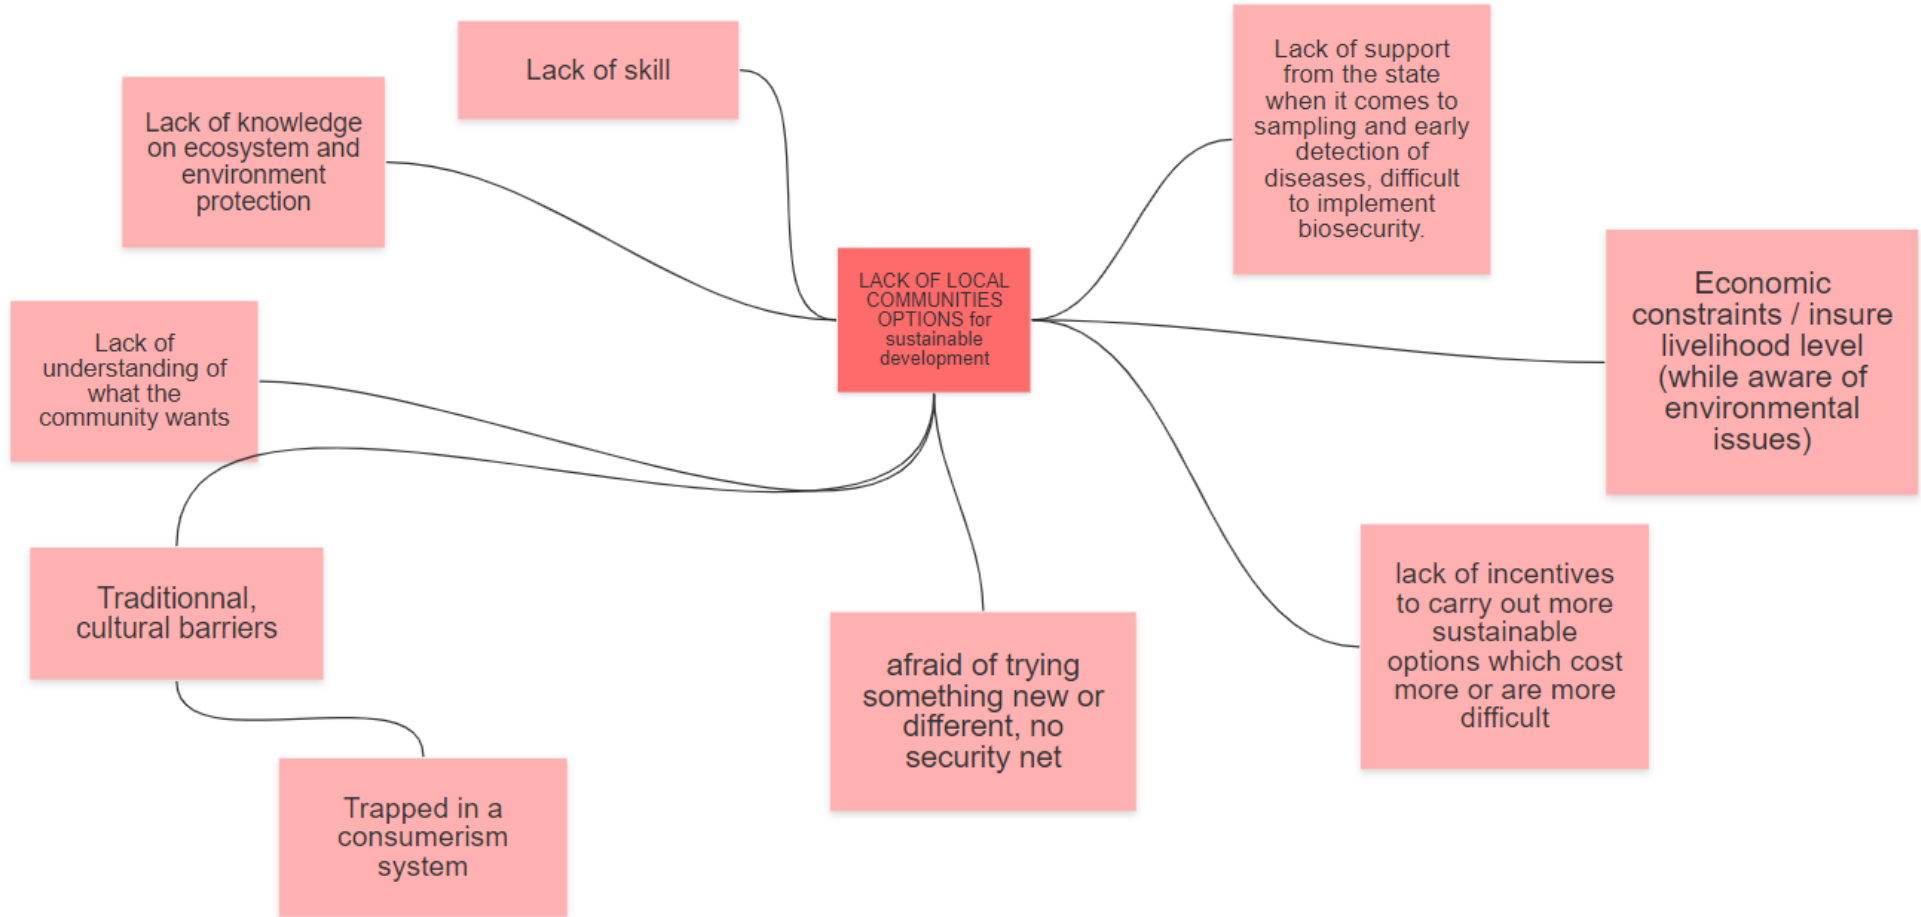 Lack of skill
Lack of knowledge
on ecosystem and
environment
protection
Lack of support
from the state
when it comes to
sampling and early
detection of
diseases, difficult
to implement
biosecurity.
LACK OF LOCAL
COMMUNITIES
OPTIONS for
sustainable
development
Economic
constraints / insure
livelihood level
(while aware of
environmental
issues)
Lack of
understanding of
what the
community wants
Traditionnal,
cultural barriers
afraid of trying
something new or
different, no
security net
lack of incentives
to carry out more
sustainable
options which cost
more or are more
difficult
Trapped in a
consumerism
system